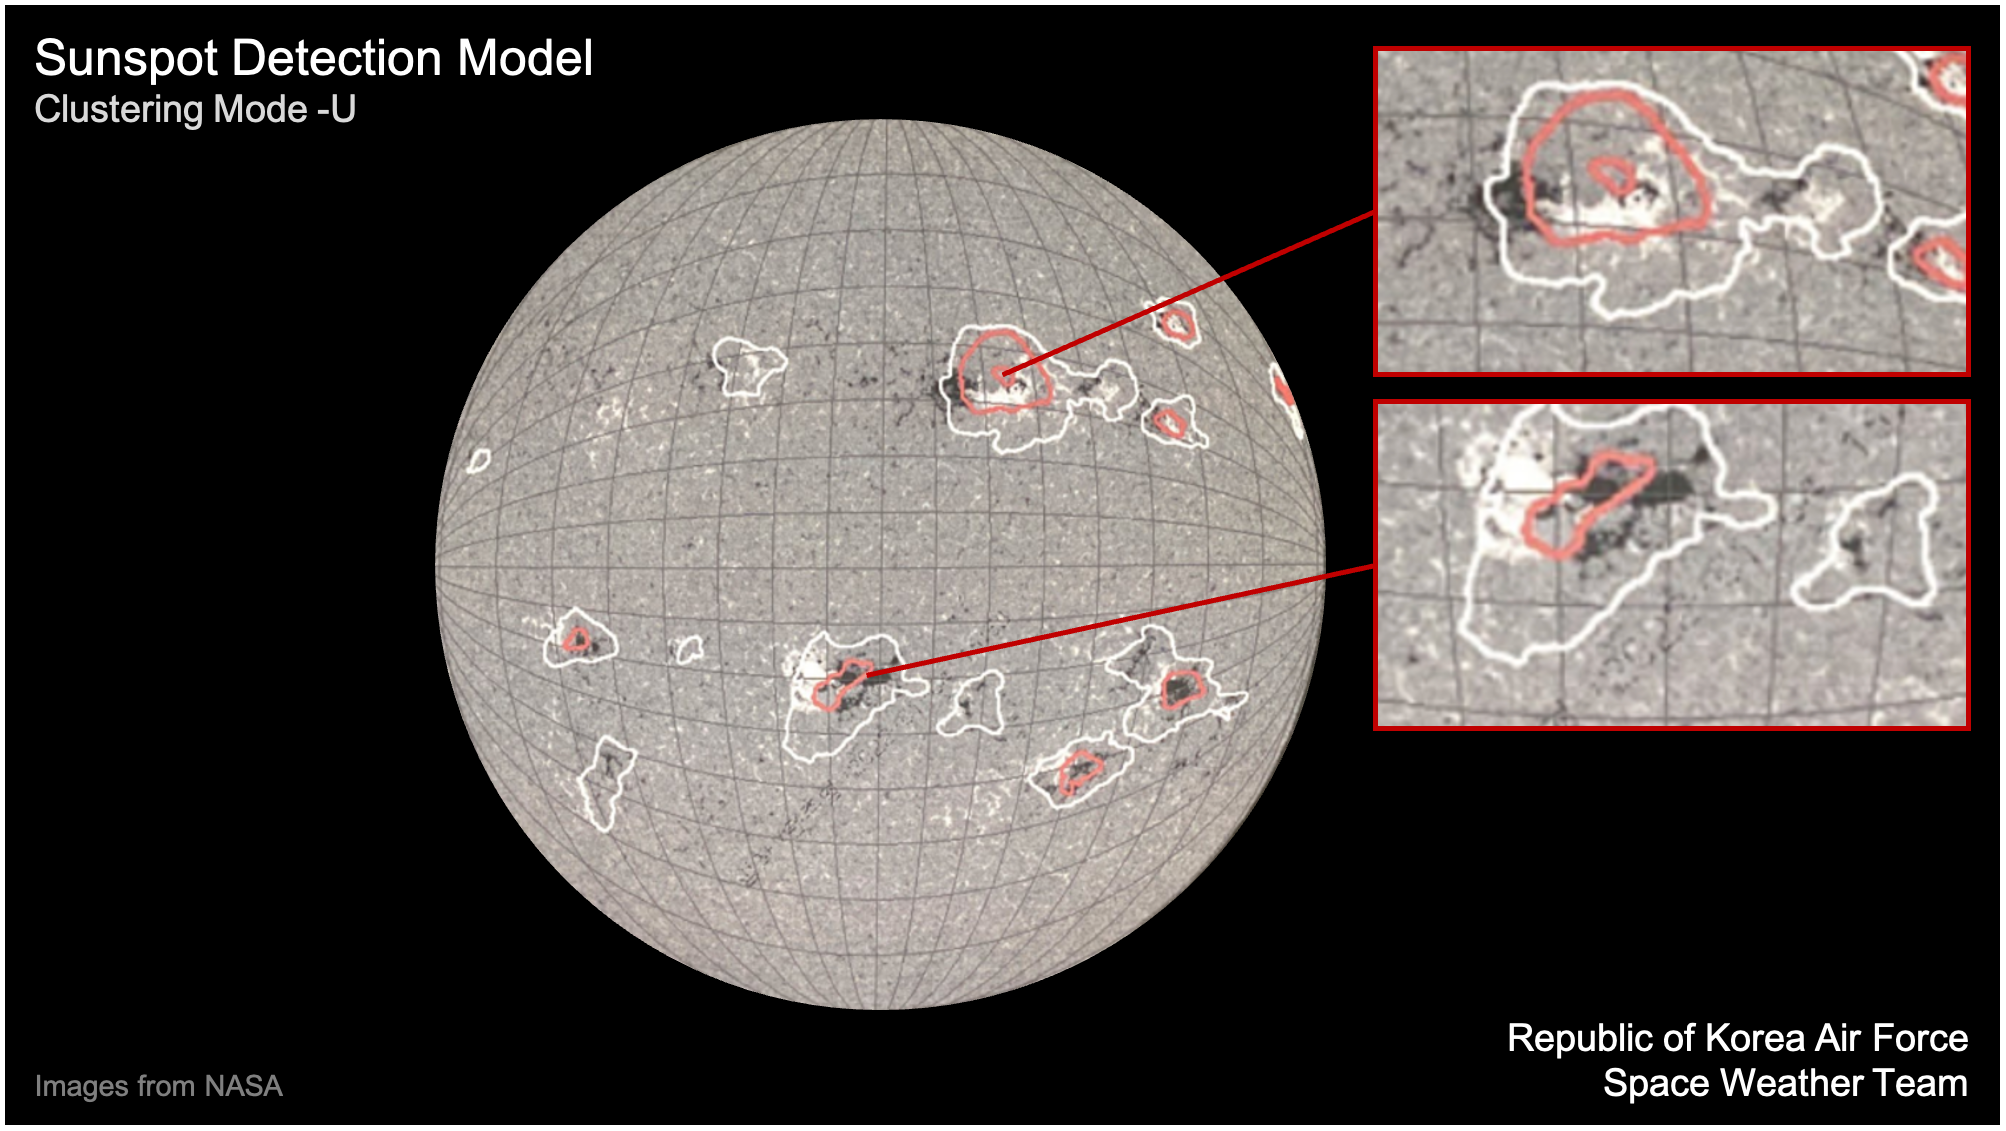 Sunspot Detection Model
Clustering Mode -U
Images from NASA
Republic of Korea Air Force
Space Weather Team